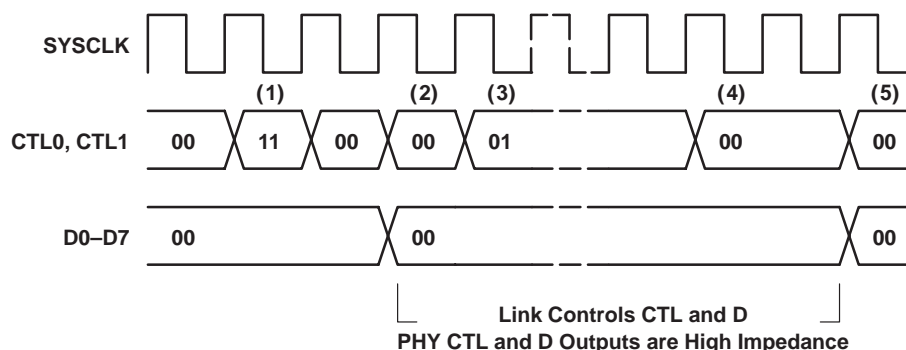 SYSCLK
(1) (2) (3) (4) (5)
CTL0, CTL1 00 11 00 00 01 00 00
D0–D7 00 00 00
Link Controls CTL and D
PHY CTL and D Outputs are High Impedance